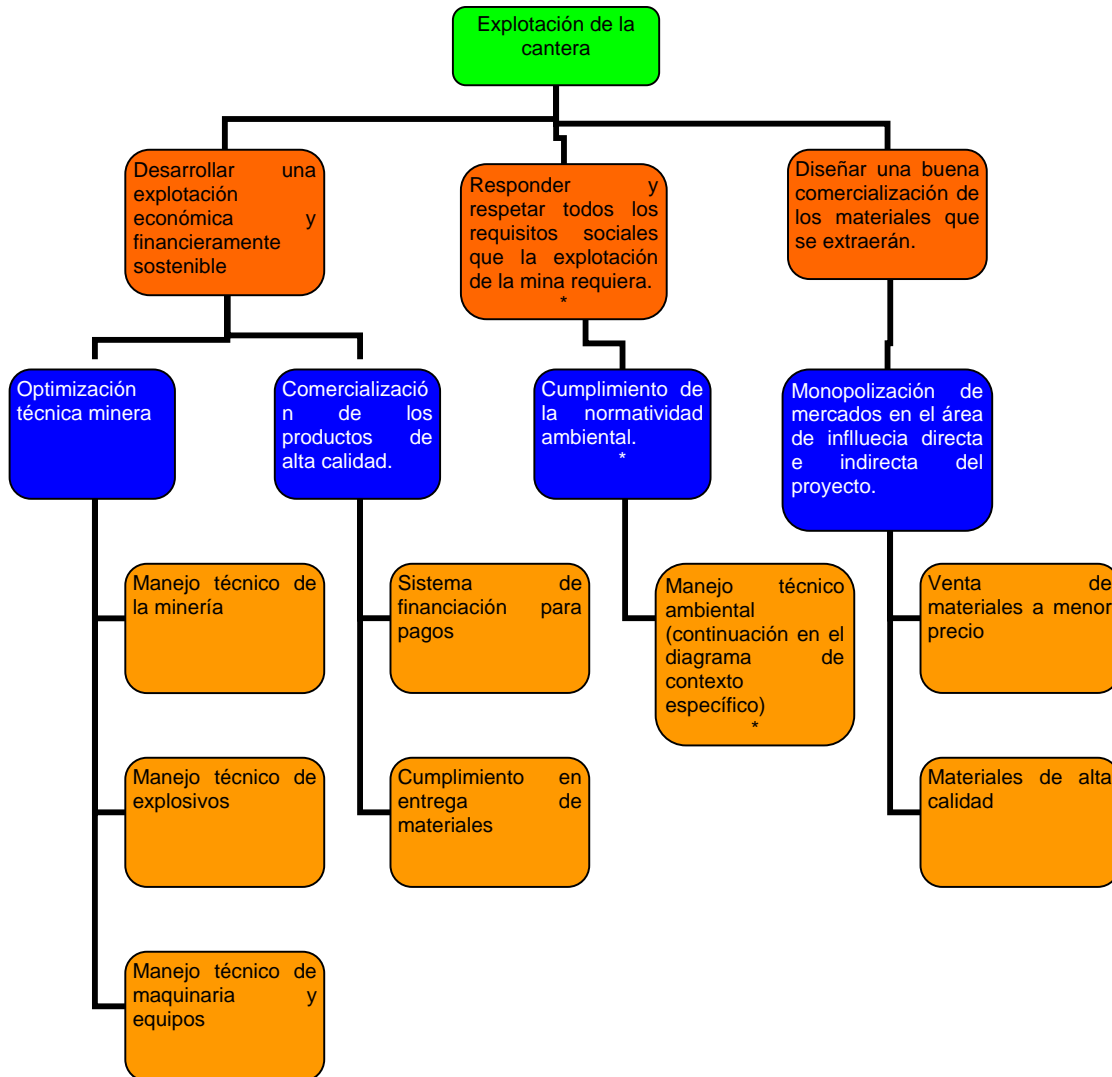 Explotación de la
cantera
Desarrollar una
explotación
económica y
financieramente
sostenible
Responder y
respetar todos los
requisitos sociales
que la explotación
de la mina requiera.
*
Diseñar una buena
comercialización de
los materiales que
se extraerán.
Optimización
técnica minera
Comercializació
n de los
productos de
alta calidad.
Cumplimiento de
la normatividad
ambiental.
*
Monopolización de
mercados en el área
de inflluecia directa
e indirecta del
proyecto.
Manejo técnico de
la minería
Sistema de
financiación para
pagos
Manejo técnico
ambiental
(continuación en el
diagrama de
contexto
específico)
*
Venta de
materiales a menor
precio
Manejo técnico de
explosivos
Cumplimiento en
entrega de
materiales
Materiales de alta
calidad
Manejo técnico de
maquinaria y
equipos